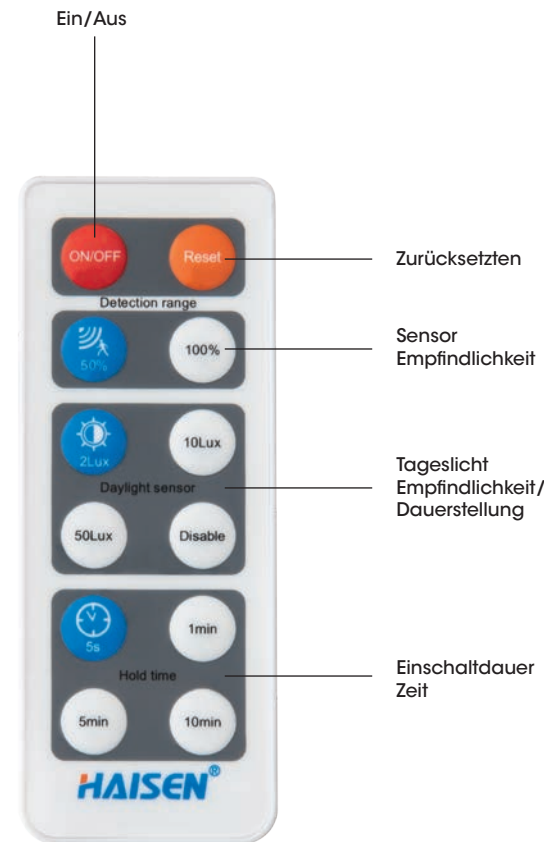 Ein/Aus
ON/OFF
Reset
Zurücksetzten
Detection range
50%
100%
Sensor
Empfindlichkeit
2Lux
10Lux
Daylight sensor
Tageslicht
Empfindlichkeit/
Dauerstellung
50Lux
Disable
5s
1min
Hold time
Einschaltdauer
Zeit
5min
10min
HAISEN®